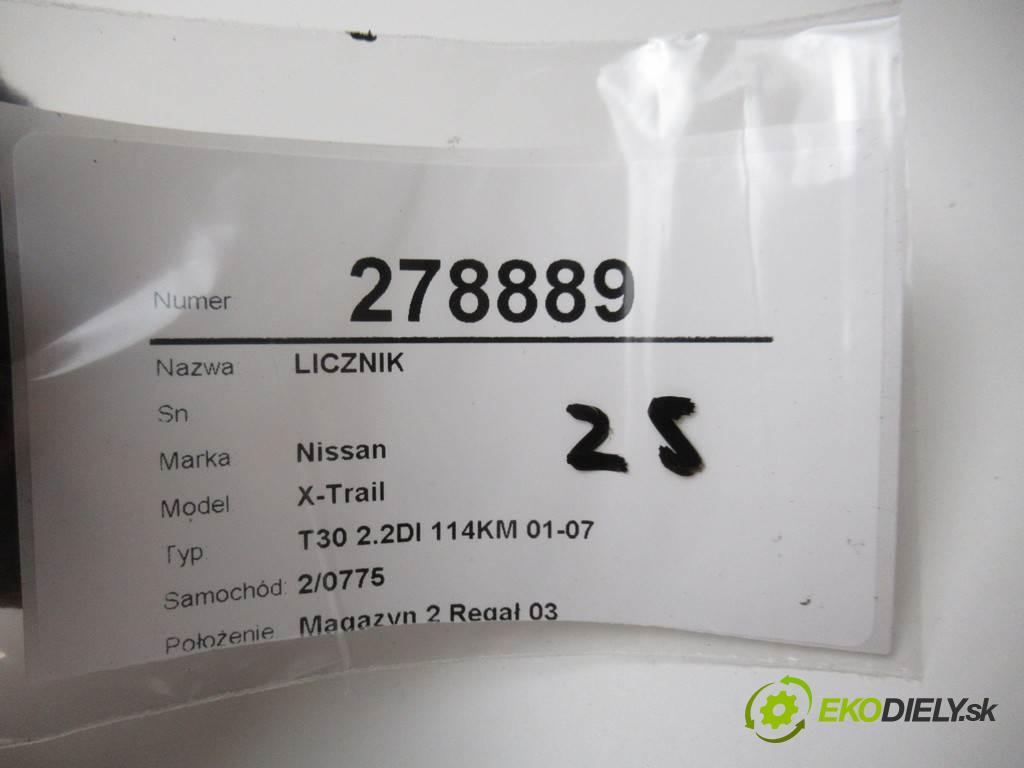 Numer 278889
Nazwa LICZNIK
Sn
Marka Nissan
Model X-Trail
Typ T30 2.2DI 114KM 01-07
Samochód: 2/0775
Położenie Magazyn 2 Regał 03
25
EKODIELY.sk